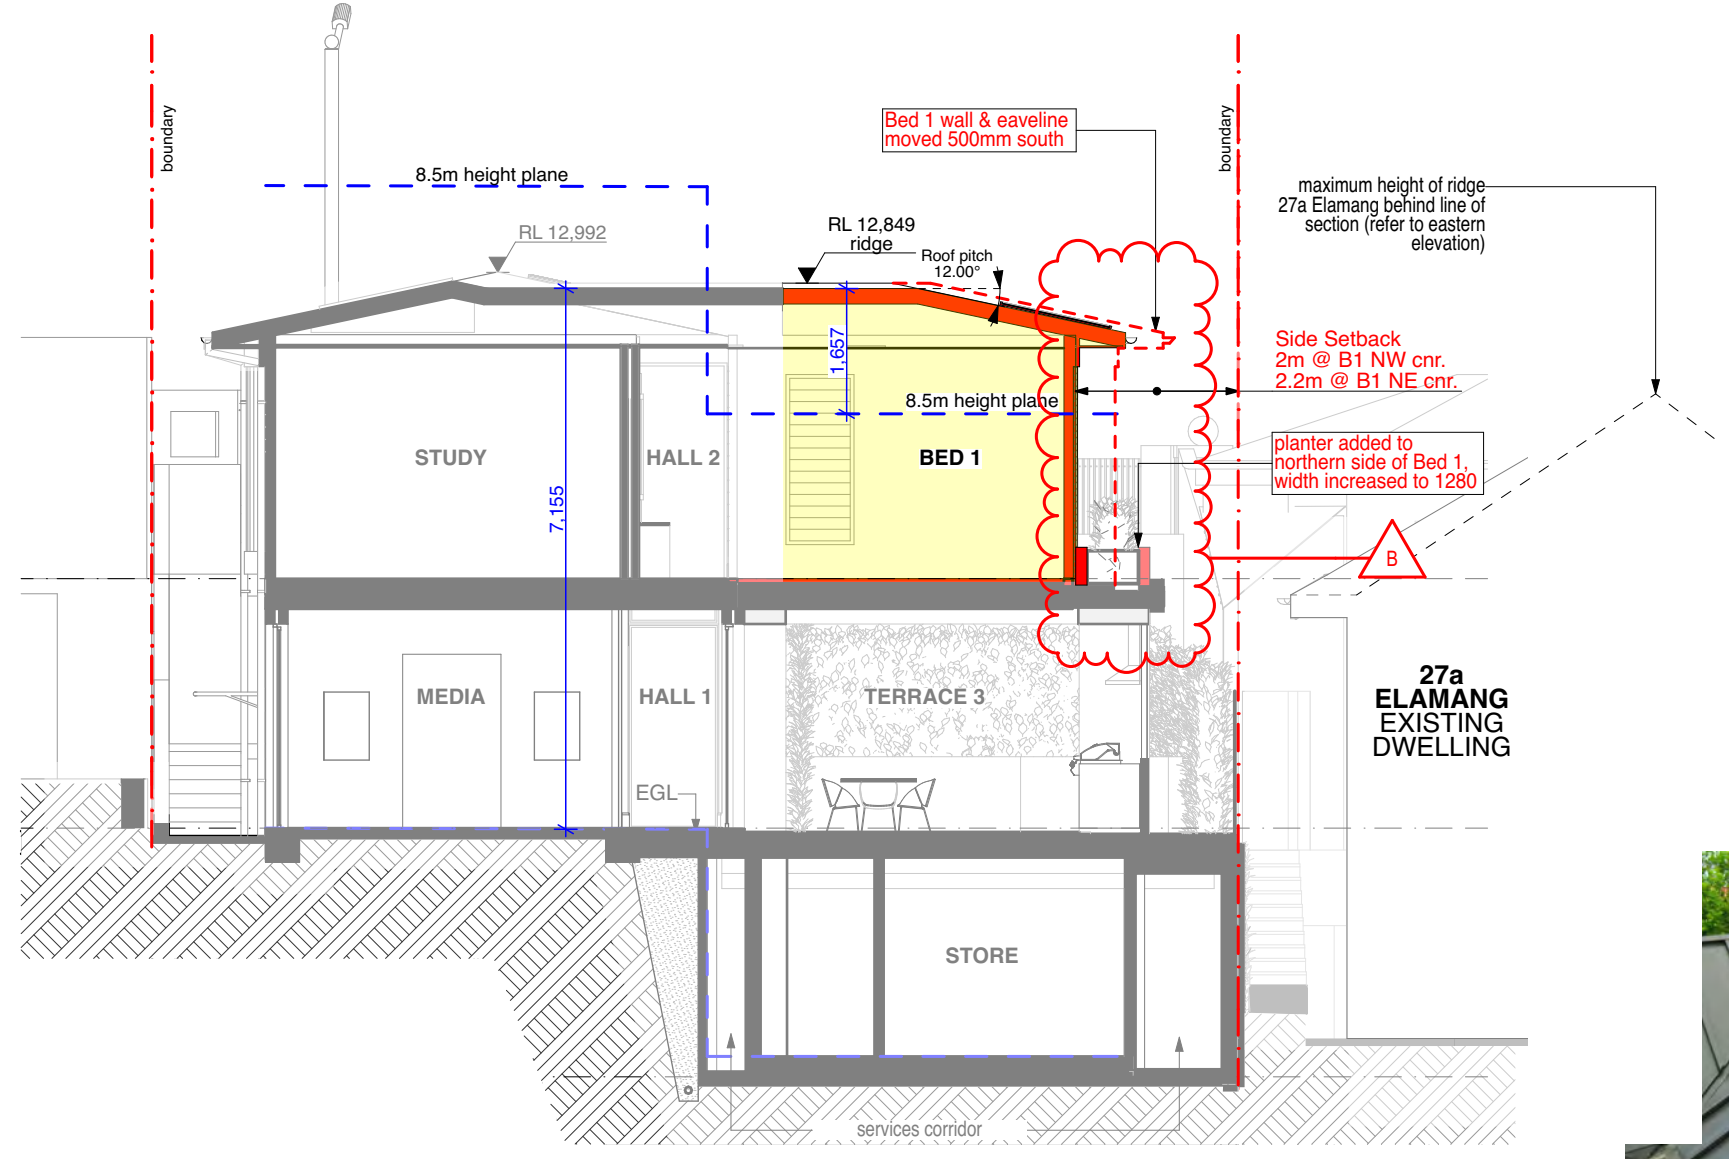 boundary
boundary
Bed 1 wall & eaveline
moved 500mm south
8.5m height plane
maximum height of ridge
27a Elamang behind line of
section (refer to eastern
elevation)
RL 12,992
RL 12,849
ridge
Roof pitch
12.00°
1,657
Side Setback
2m @ B1 NW cnr.
2.2m @ B1 NE cnr.
8.5m height plane
STUDY
HALL 2
BED 1
planter added to
northern side of Bed 1,
width increased to 1280
7,155
B
MEDIA
HALL 1
TERRACE 3
27a
ELAMANG
EXISTING
DWELLING
EGL
STORE
services corridor